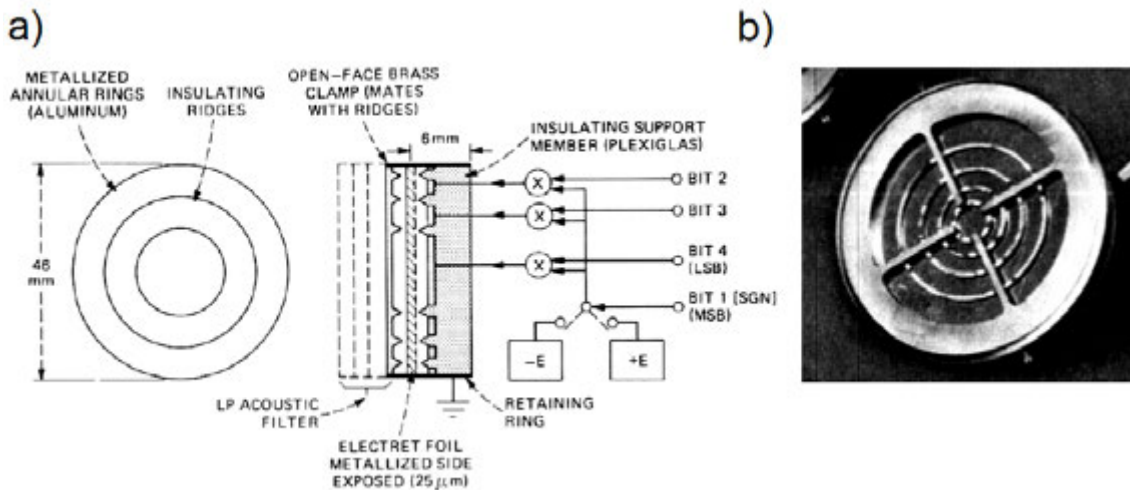 a)
b)
METALLIZED
ANNULAR RINGS
(ALUMINUM)
INSULATING
RIDGES
OPEN-FACE BRASS
CLAMP (MATES
WITH RIDGES)
6mm
INSULATING SUPPORT
MEMBER (PLEXIGLAS)
46
mm
X
BIT 2
X
BIT 3
X
BIT 4
(LSB)
BIT 1 [SGN]
(MSB)
-E
+E
LP ACOUSTIC
FILTER
RETAINING
RING
ELECTRET FOIL
METALLIZED SIDE
EXPOSED (25μm)